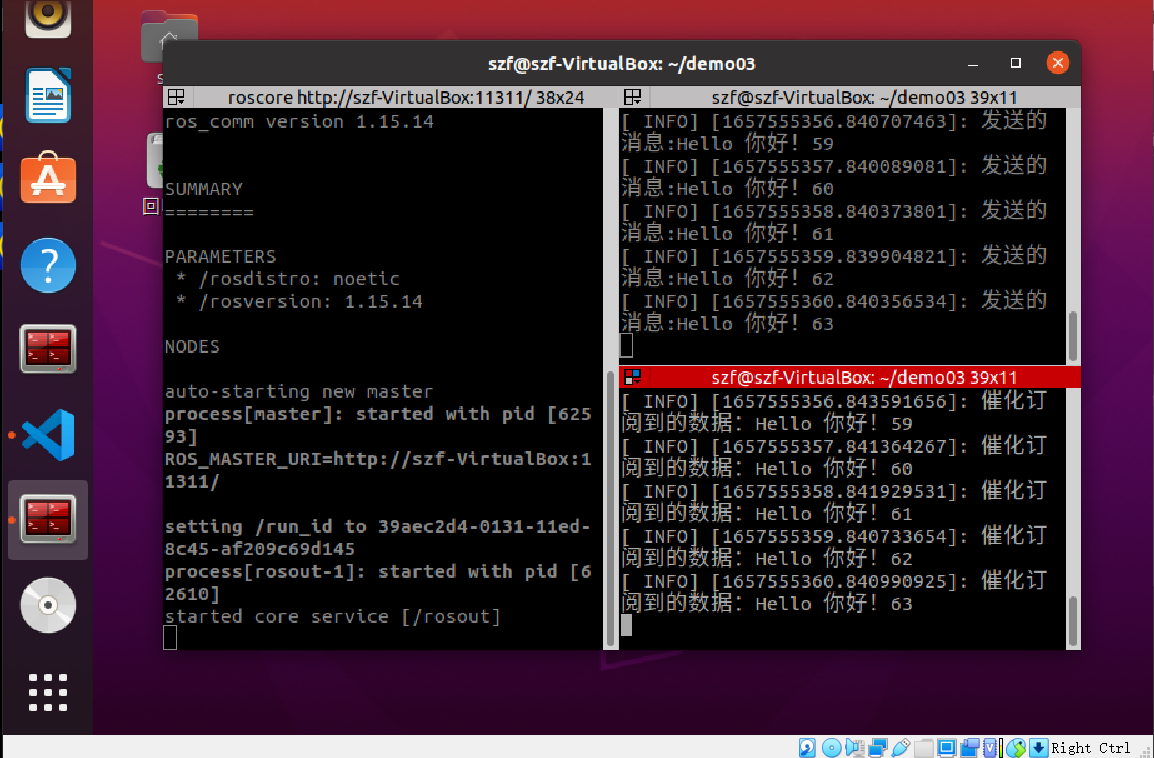 szf@szf-VirtualBox: ~/demo03
roscore http://szf-VirtualBox:11311/ 38x24
ros_comm version 1.15.14
SUMMARY
========
PARAMETERS
* /rosdistro: noetic
* /rosversion: 1.15.14
NODES
auto-starting new master
process[master]: started with pid [625
93]
ROS_MASTER_URI=http://szf-VirtualBox:1
1311/
setting /run_id to 39aec2d4-0131-11ed-
8c45-af209c69d145
process[rosout-1]: started with pid [6
2610]
started core service [/rosout]
szf@szf-VirtualBox: ~/demo03 39x11
[ INFO] [1657555356.840707463]: 发送的
消息:Hello 你好! 59
[ INFO] [1657555357.840089081]: 发送的
消息:Hello 你好! 60
[ INFO] [1657555358.840373801]: 发送的
消息:Hello 你好! 61
[ INFO] [1657555359.839904821]: 发送的
消息:Hello 你好! 62
[ INFO] [1657555360.840356534]: 发送的
消息:Hello 你好! 63
szf@szf-VirtualBox: ~/demo03 39x11
[ INFO] [1657555356.843591656]: 催化订
阅到的数据: Hello 你好! 59
[ INFO] [1657555357.841364267]: 催化订
阅到的数据: Hello 你好! 60
[ INFO] [1657555358.841929531]: 催化订
阅到的数据: Hello 你好! 61
[ INFO] [1657555359.840733654]: 催化订
阅到的数据: Hello 你好! 62
[ INFO] [1657555360.840990925]: 催化订
阅到的数据: Hello 你好! 63
回
Right Ctrl